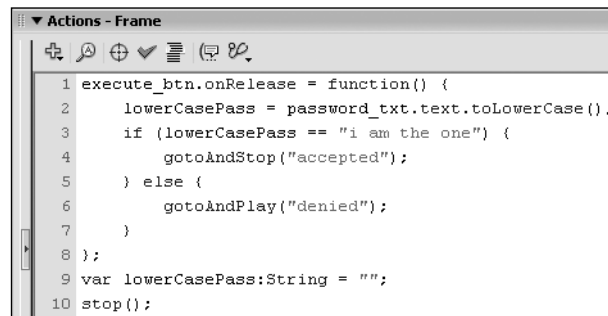 ▼ Actions - Frame
1 execute_btn.onRelease = function() {
2 lowerCasePass = password_txt.text.toLowerCase()
3 if (lowerCasePass == "i am the one") {
4 gotoAndStop("accepted");
5 } else {
6 gotoAndPlay("denied");
7 }
8 };
9 var lowerCasePass:String = "";
10 stop();